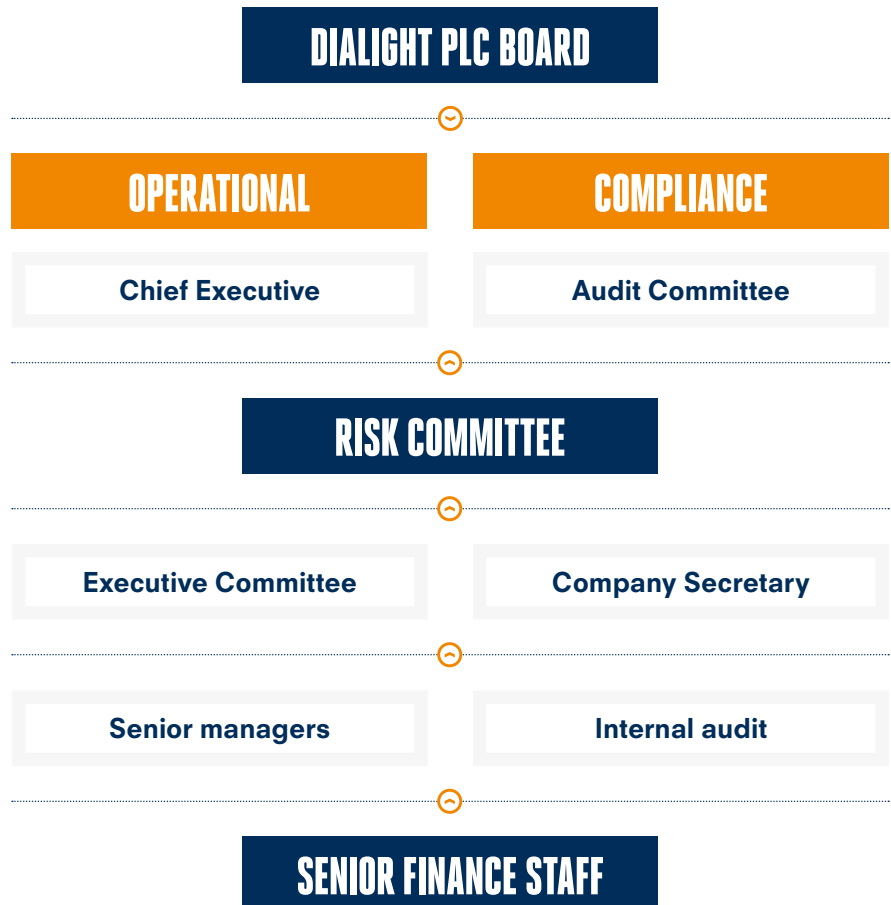 DIALIGHT PLC BOARD
OPERATIONAL
COMPLIANCE
Chief Executive
Audit Committee
RISK COMMITTEE
Executive Committee
Company Secretary
Senior managers
Internal audit
SENIOR FINANCE STAFF